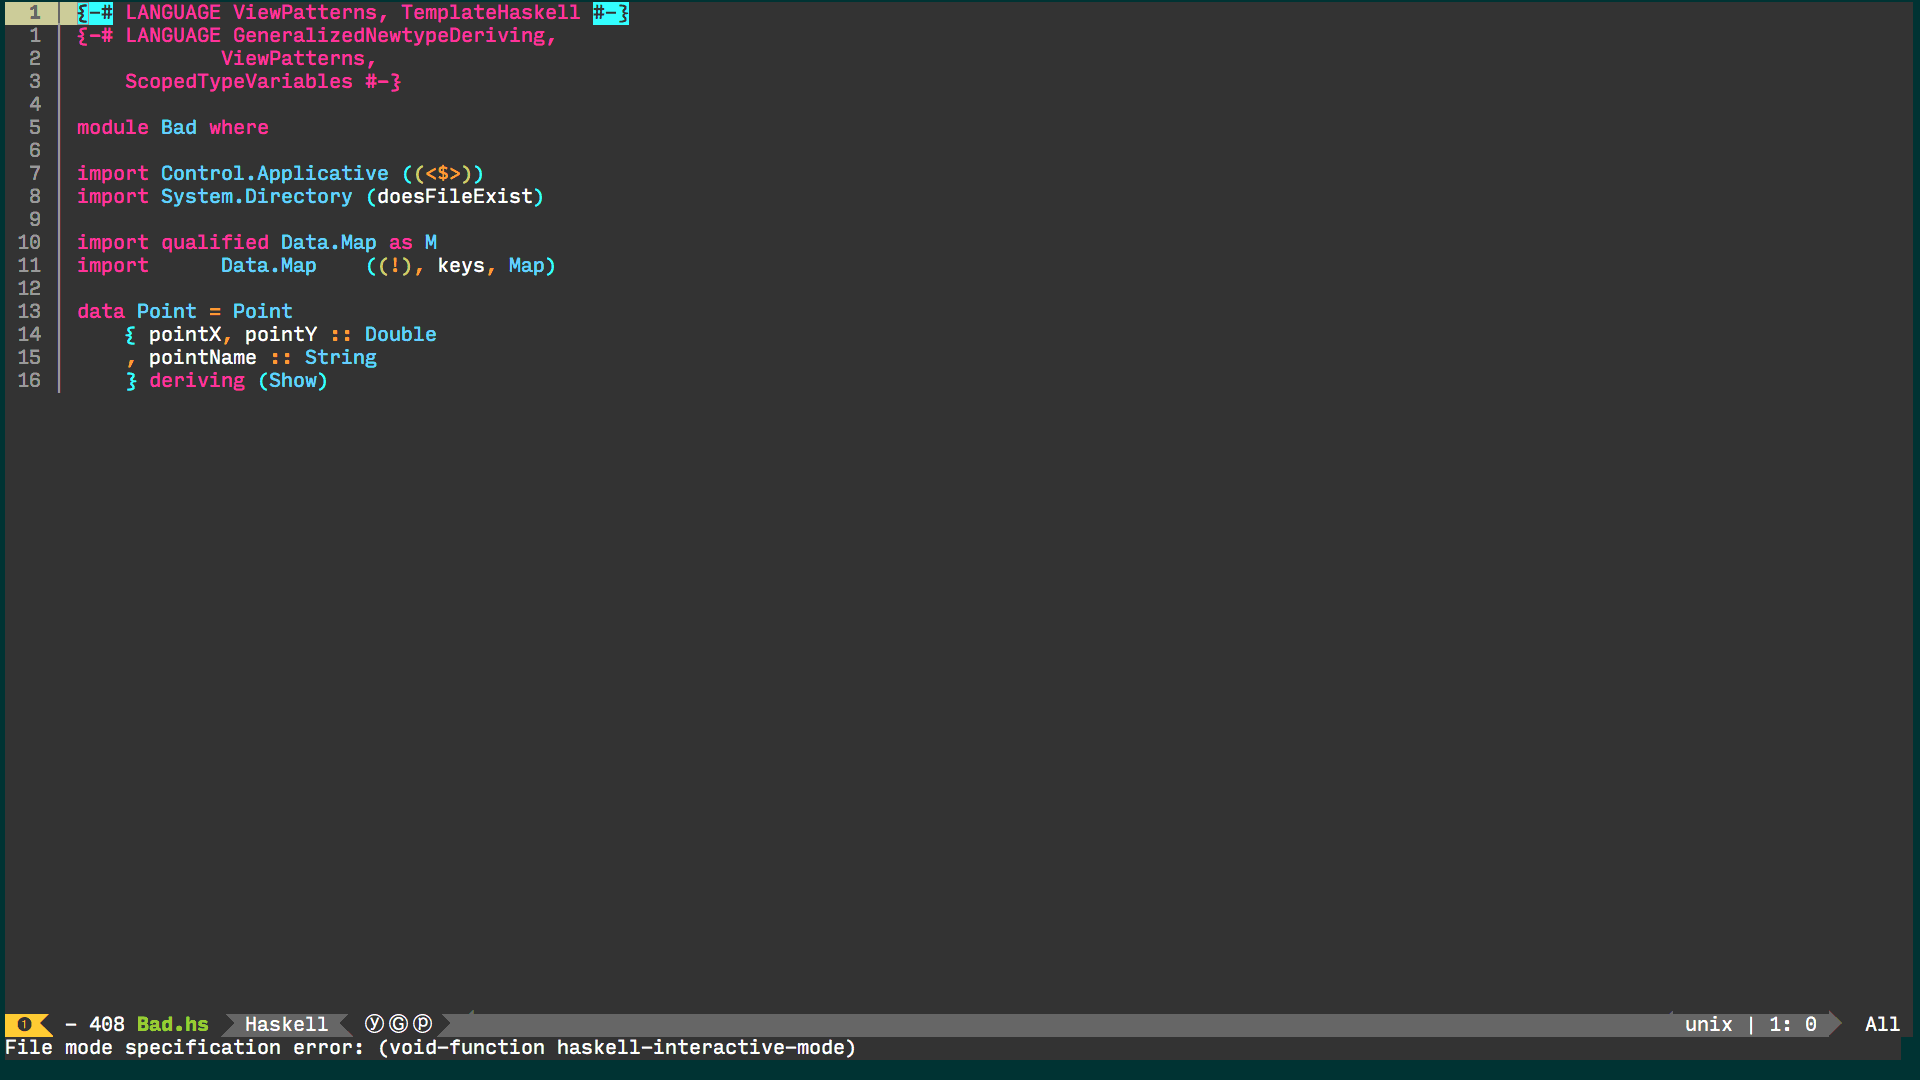 1 {-# LANGUAGE ViewPatterns, TemplateHaskell #-}
1 {-# LANGUAGE GeneralizedNewtypeDeriving,
2             ViewPatterns,
3     ScopedTypeVariables #-}
4
5 module Bad where
6
7 import Control.Applicative ((<$>))
8 import System.Directory (doesFileExist)
9
10 import qualified Data.Map as M
11 import      Data.Map    ((!), keys, Map)
12
13 data Point = Point
14     { pointX, pointY :: Double
15     , pointName :: String
16     } deriving (Show)
❶ - 408 Bad.hs Haskell ⓨⒼⓟ unix | 1: 0 All
File mode specification error: (void-function haskell-interactive-mode)